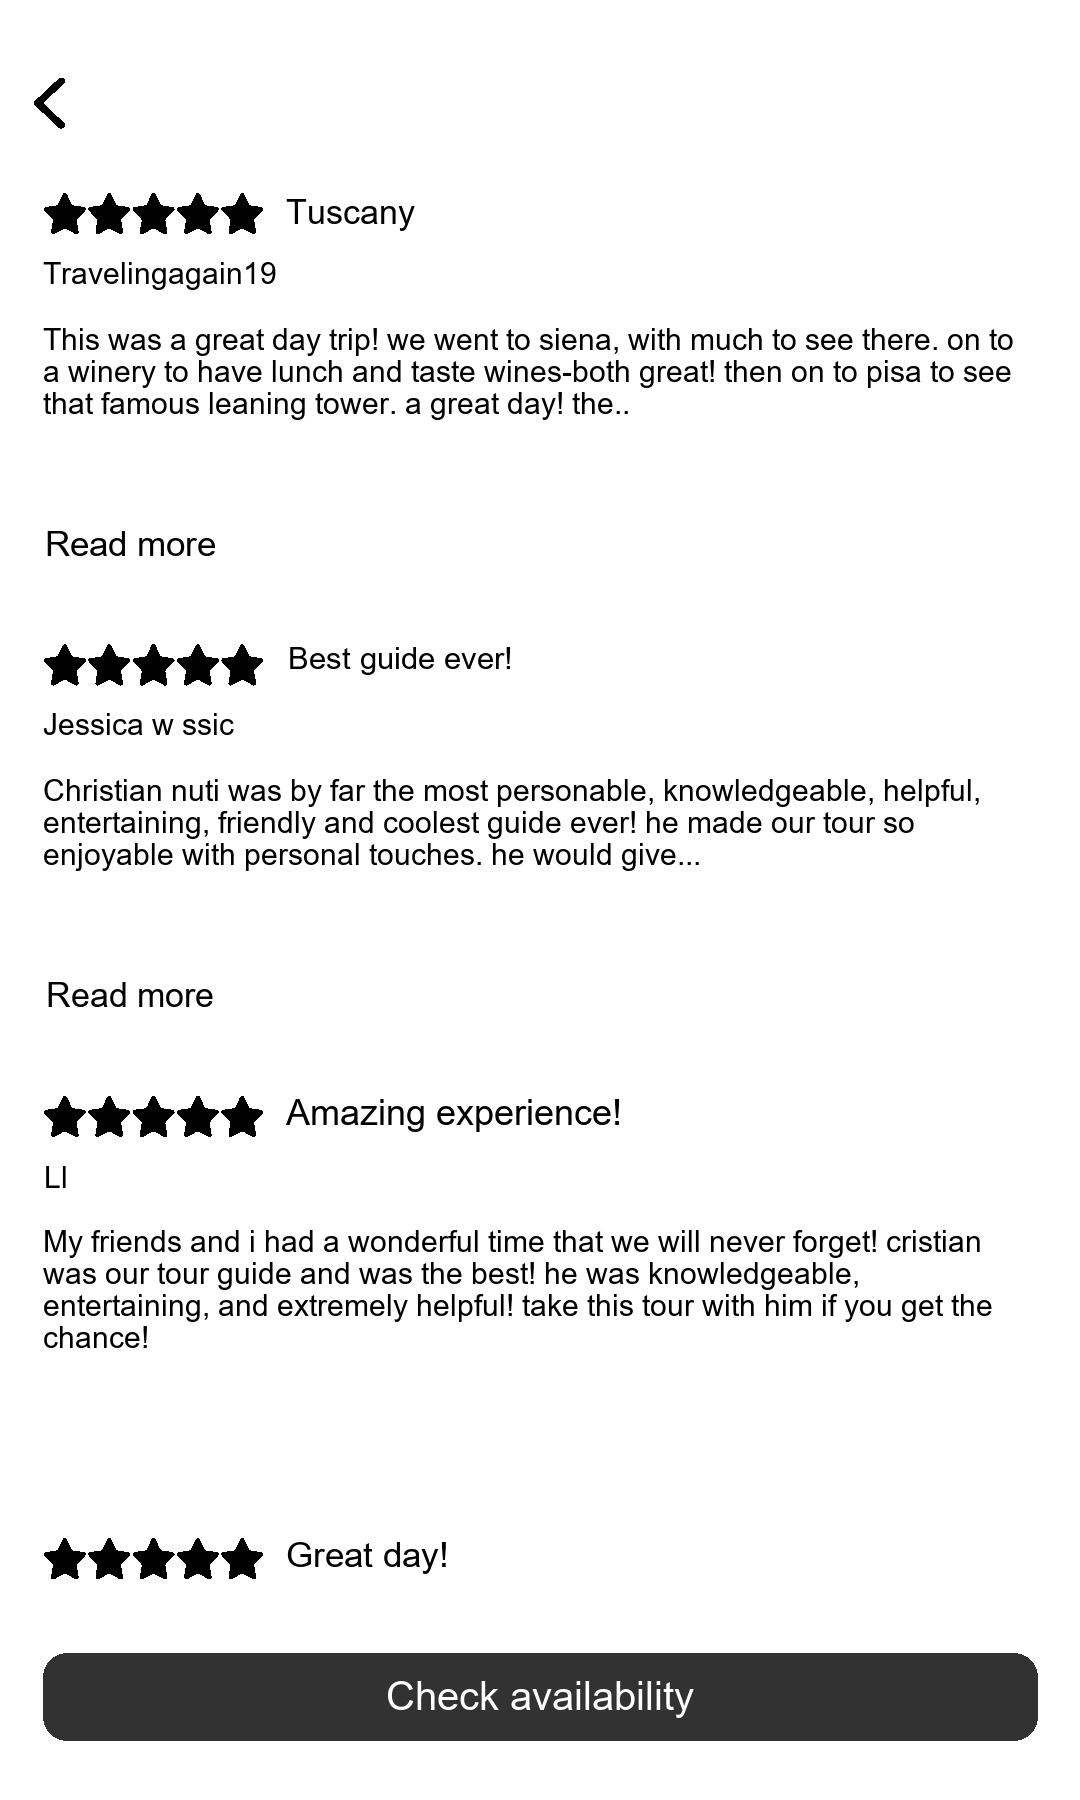 Tuscany
Travelingagain19
This was a great day trip! we went to siena, with much to see there. on to
a winery to have lunch and taste wines-both great! then on to pisa to see
that famous leaning tower. a great day! the..
Read more
Best guide ever!
Jessica w ssic
Christian nuti was by far the most personable, knowledgeable, helpful,
entertaining, friendly and coolest guide ever! he made our tour so
enjoyable with personal touches. he would give...
Read more
Amazing experience!
Ll
My friends and i had a wonderful time that we will never forget! cristian
was our tour guide and was the best! he was knowledgeable,
entertaining, and extremely helpful! take this tour with him if you get the
chance!
Great day!
Check availability